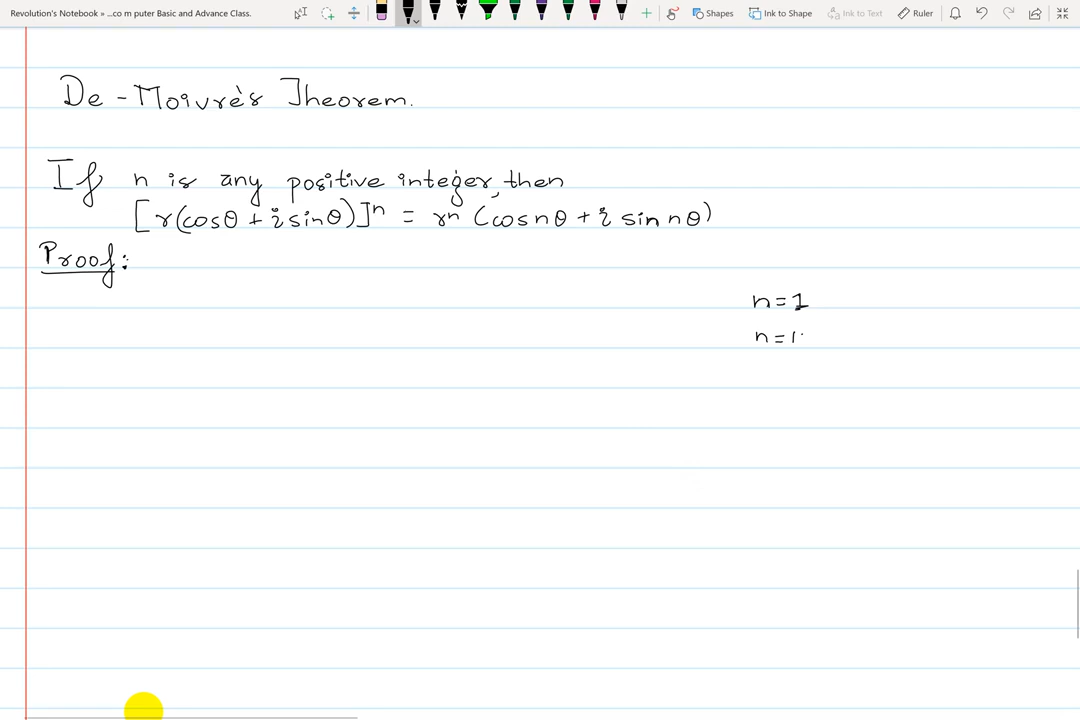 Revolution's Notebook » ...co m puter Basic and Advance Class.
Shapes Ink to Shape Ink to Text Ruler
De-Moivre's Theorem.
If n is any positive integer, then
[r(cosθ + i sinθ)]ⁿ = rⁿ (cos nθ + i sin nθ)
Proof:
n=1
n=1